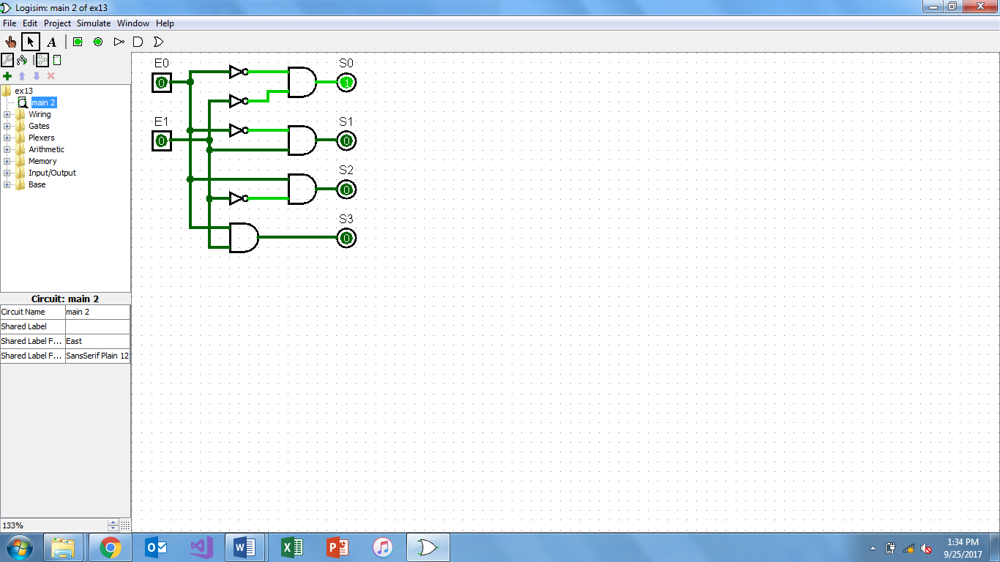 Logisim: main 2 of ex13
File Edit Project Simulate Window Help
A
ex13
main 2
Wiring
Gates
Plexers
Arithmetic
Memory
Input/Output
Base
Circuit: main 2
Circuit Name main 2
Shared Label
Shared Label F... East
Shared Label F... SansSerif Plain 12
133%
E0 S0
0 1
E1 S1
0 0
S2
0
S3
0
1:34 PM
9/25/2017